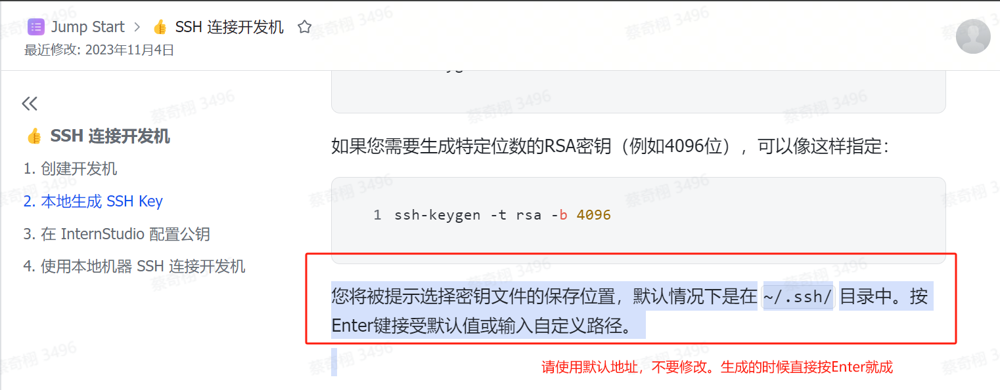 Jump Start > 👍 SSH 连接开发机 ☆
最近修改: 2023年11月4日
👍 SSH 连接开发机
1. 创建开发机
2. 本地生成 SSH Key
3. 在 InternStudio 配置公钥
4. 使用本地机器 SSH 连接开发机
如果您需要生成特定位数的RSA密钥（例如4096位），可以像这样指定：
1 ssh-keygen -t rsa -b 4096
您将被提示选择密钥文件的保存位置，默认情况下是在 ~/.ssh/ 目录中。按
Enter键接受默认值或输入自定义路径。
请使用默认地址，不要修改。生成的时候直接按Enter就成
蔡奇栩 3496